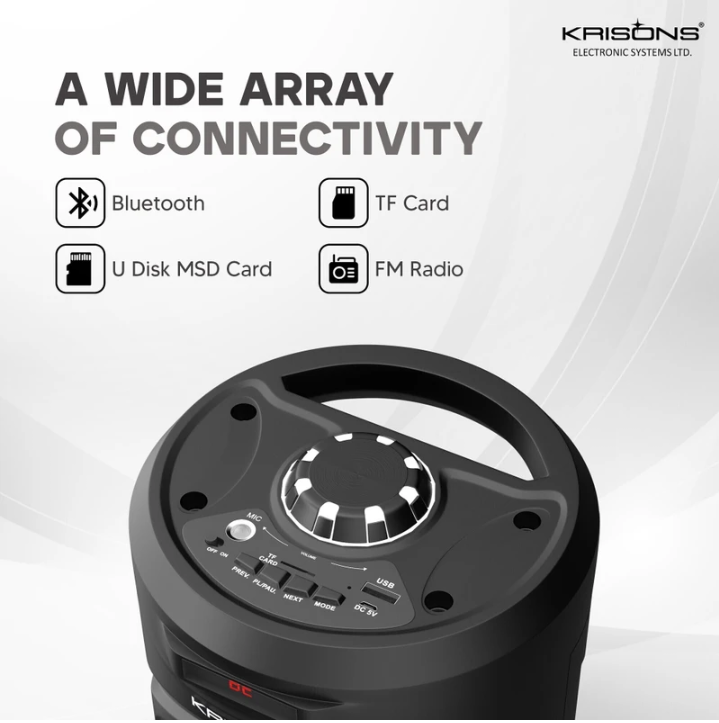 KRISONS®
ELECTRONIC SYSTEMS LTD.
A WIDE ARRAY
OF CONNECTIVITY
Bluetooth
TF Card
U Disk MSD Card
FM Radio
MIC
OFF ON
VOLUME
TF
CARD
USB
PREV.
PL/PAU.
NEXT
MODE
DC 5V
DC